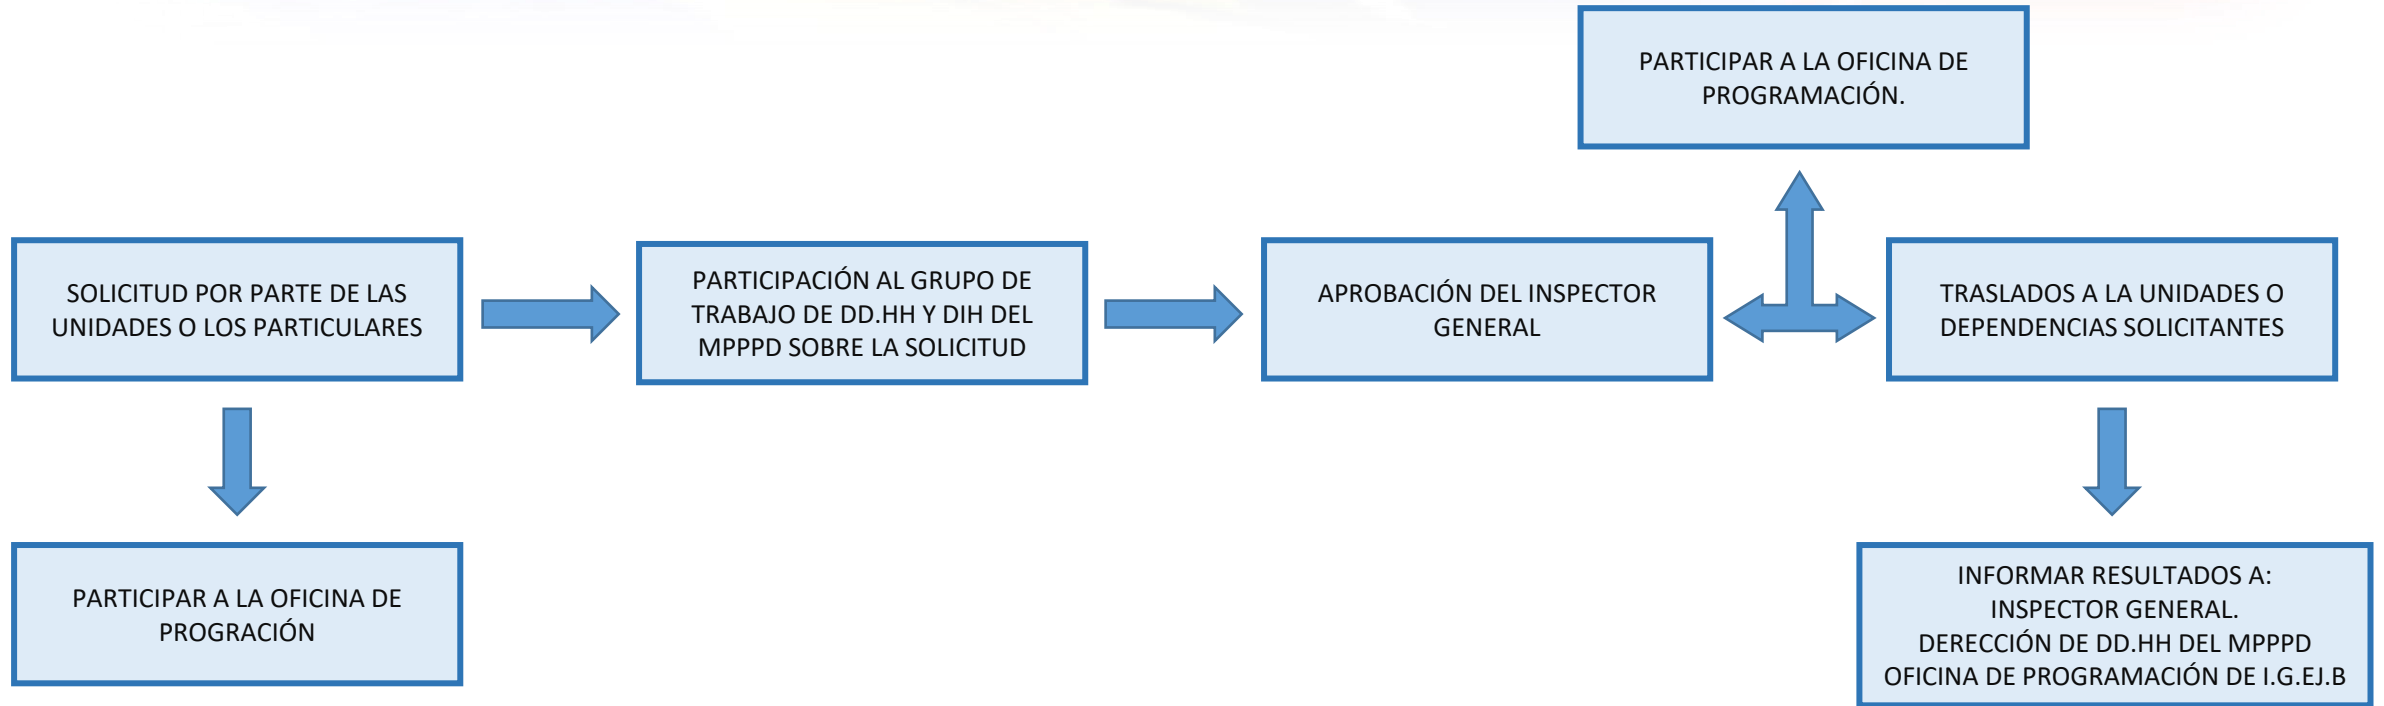 PARTICIPAR A LA OFICINA DE
PROGRAMACIÓN.
SOLICITUD POR PARTE DE LAS
UNIDADES O LOS PARTICULARES
PARTICIPACIÓN AL GRUPO DE
TRABAJO DE DD.HH Y DIH DEL
MPPPD SOBRE LA SOLICITUD
APROBACIÓN DEL INSPECTOR
GENERAL
TRASLADOS A LA UNIDADES O
DEPENDENCIAS SOLICITANTES
PARTICIPAR A LA OFICINA DE
PROGRACIÓN
INFORMAR RESULTADOS A:
INSPECTOR GENERAL.
DERECCIÓN DE DD.HH DEL MPPPD
OFICINA DE PROGRAMACIÓN DE I.G.EJ.B